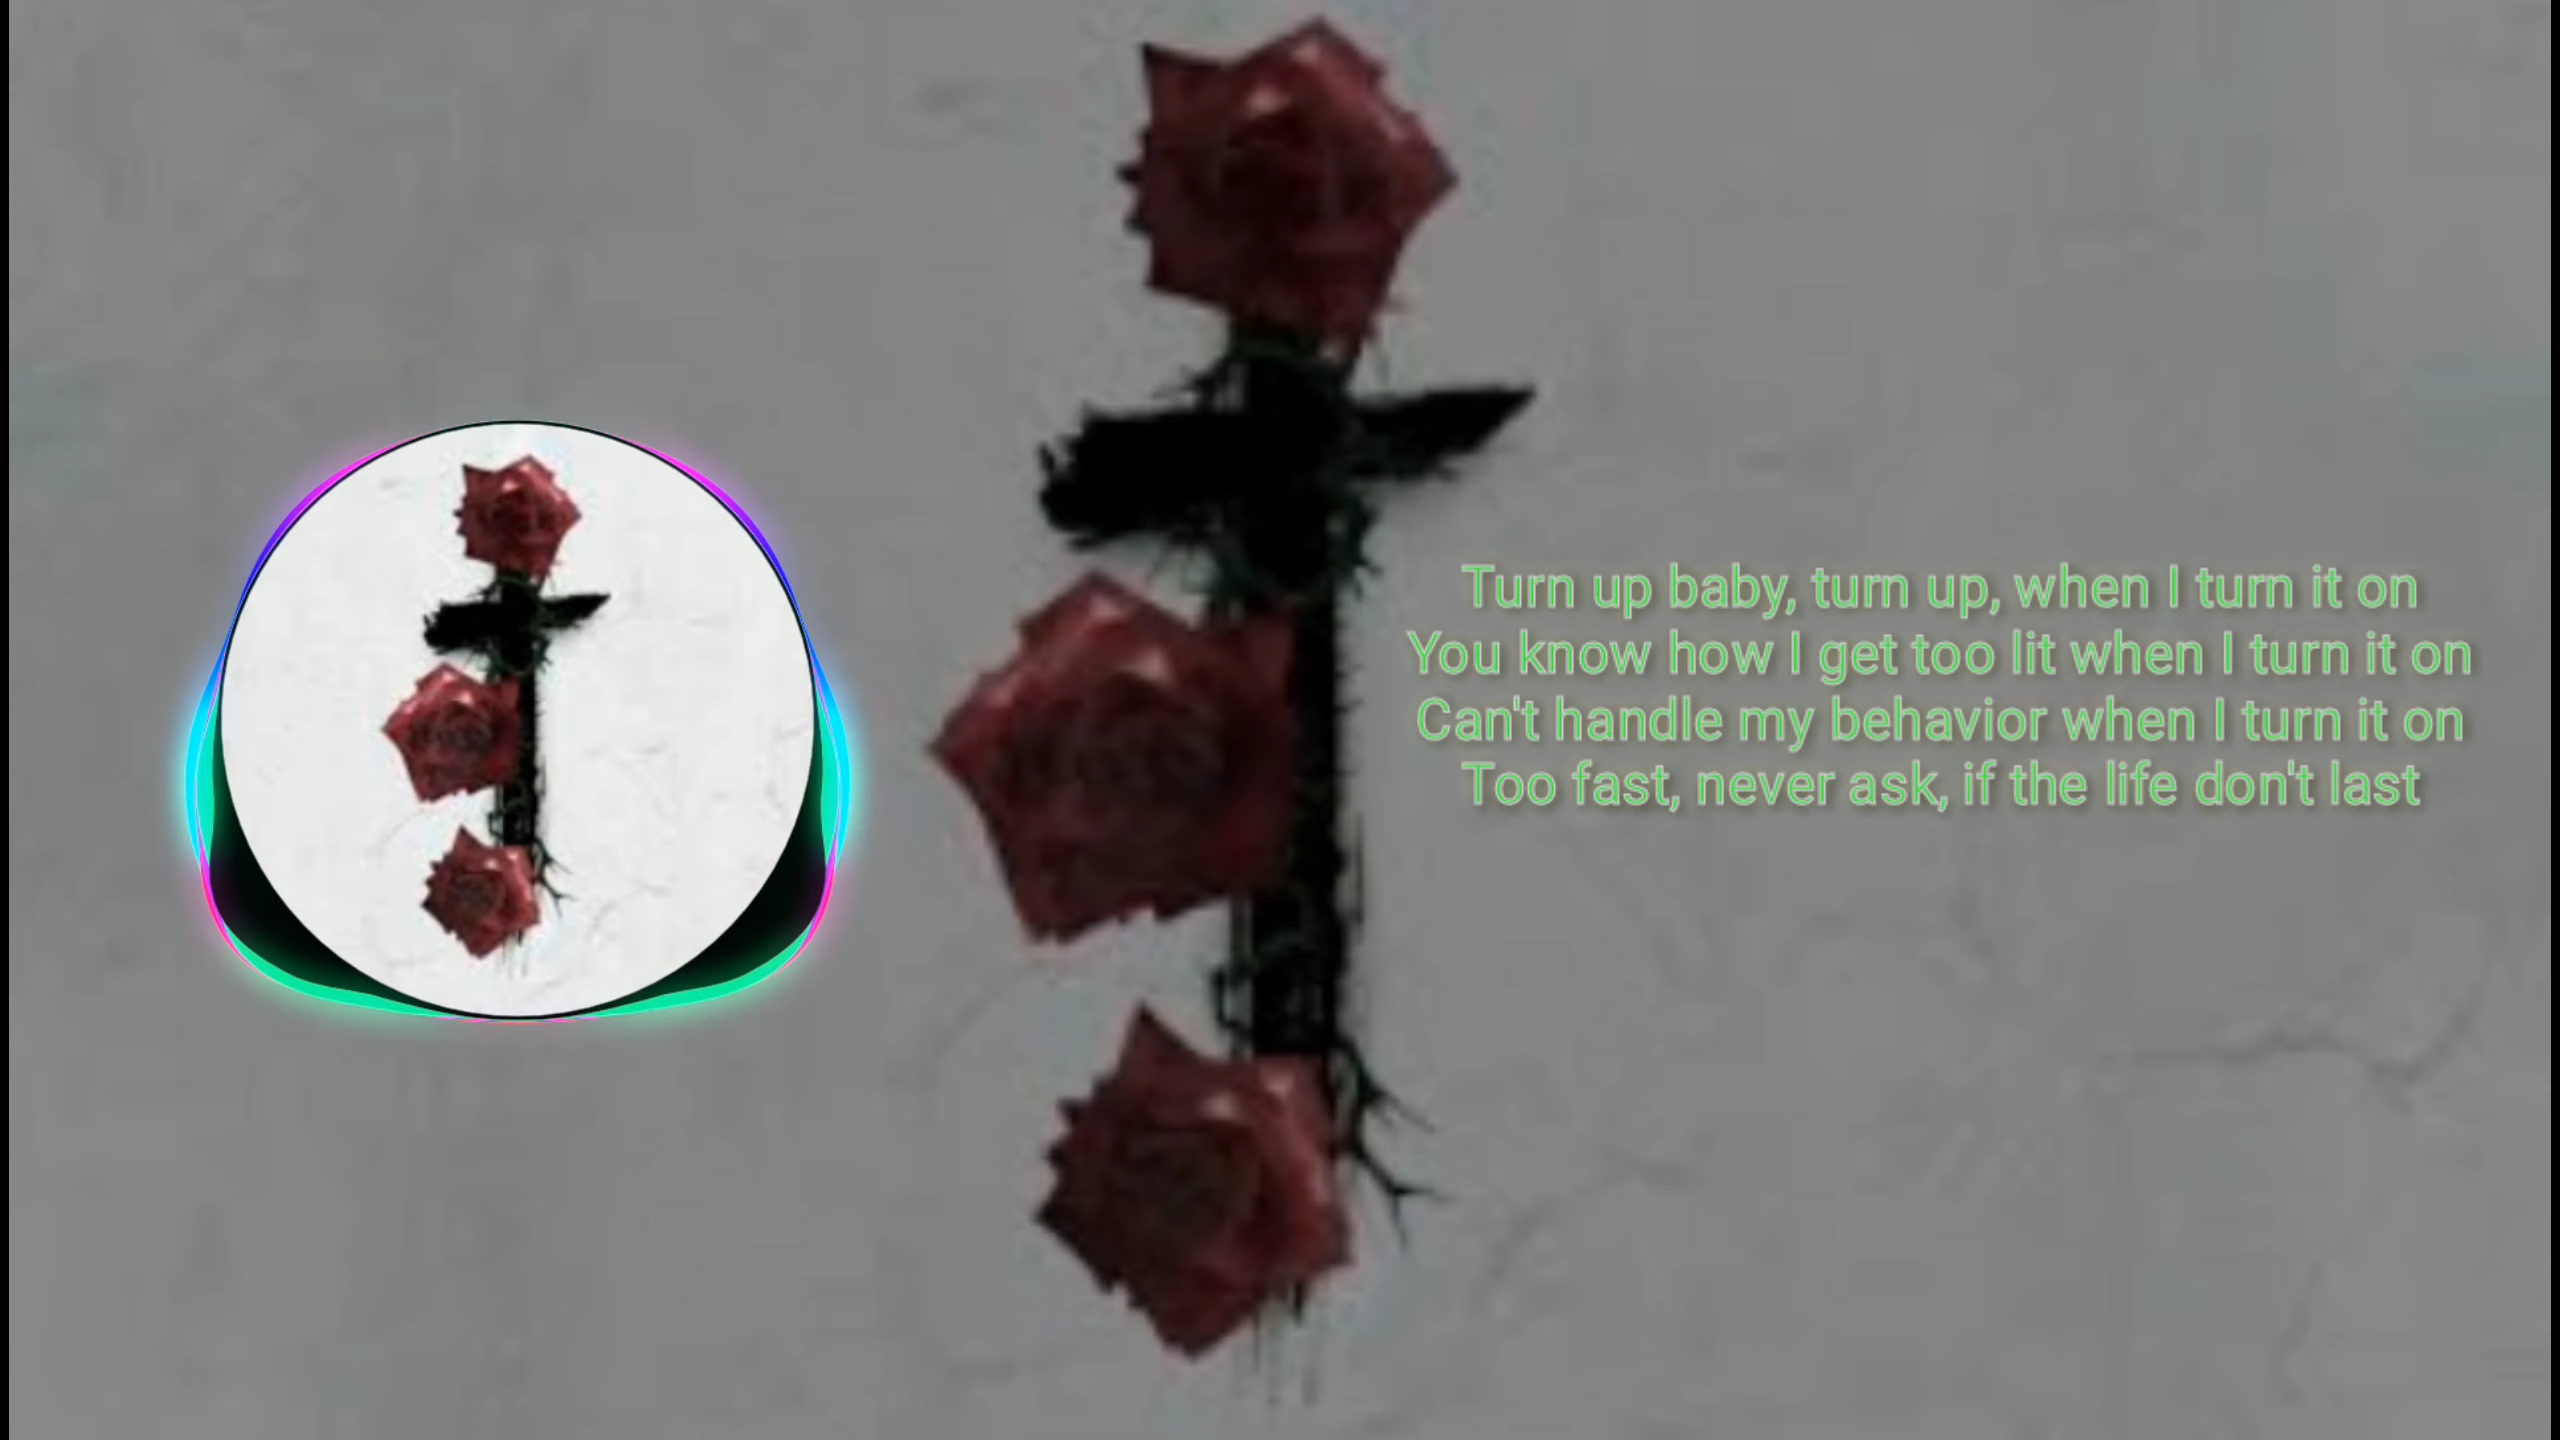 Turn up baby, turn up, when I turn it on
You know how I get too lit when I turn it on
Can't handle my behavior when I turn it on
Too fast, never ask, if the life don't last